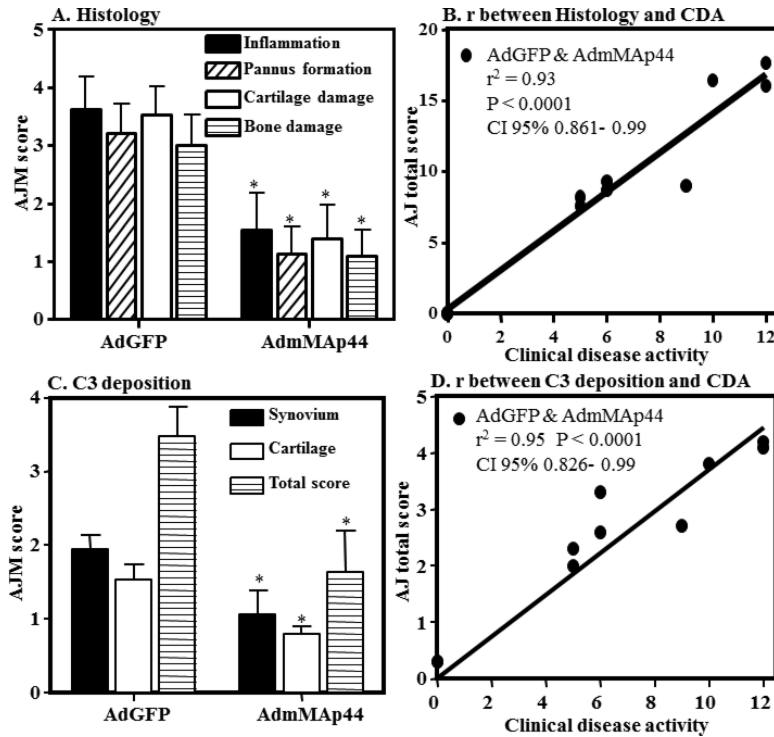 A. Histology
Inflammation
Pannus formation
Cartilage damage
Bone damage
AJM score
5
4
3
2
1
0
AdGFP AdmMAp44
B. r between Histology and CDA
AdGFP & AdmMAp44
r² = 0.93
P < 0.0001
CI 95% 0.861- 0.99
AJ total score
20
15
10
5
0
0 2 4 6 8 10 12
Clinical disease activity
C. C3 deposition
Synovium
Cartilage
Total score
AJM score
4
3
2
1
0
AdGFP AdmMAp44
D. r between C3 deposition and CDA
AdGFP & AdmMAp44
r² = 0.95 P < 0.0001
CI 95% 0.826- 0.99
AJ total score
5
4
3
2
1
0
0 2 4 6 8 10 12
Clinical disease activity